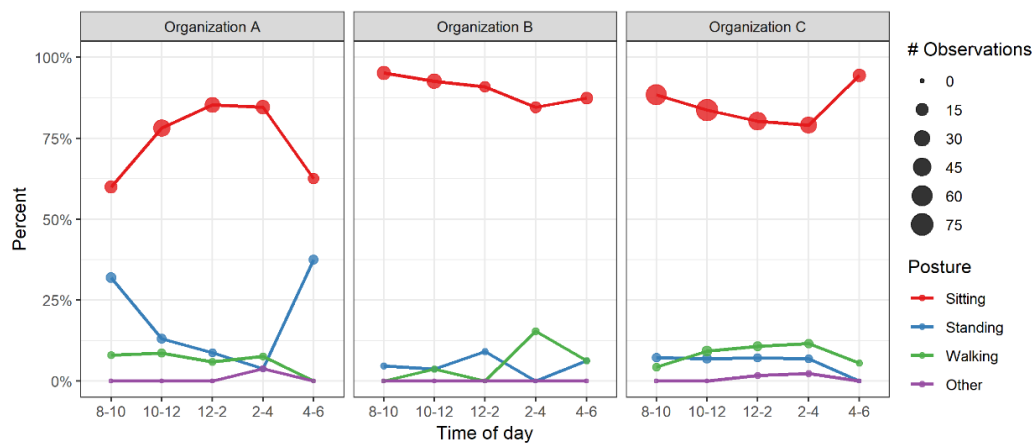 Organization A
Organization B
Organization C
Percent
100%
75%
50%
25%
0%
8-10 10-12 12-2 2-4 4-6
8-10 10-12 12-2 2-4 4-6
8-10 10-12 12-2 2-4 4-6
Time of day
# Observations
0
15
30
45
60
75
Posture
Sitting
Standing
Walking
Other